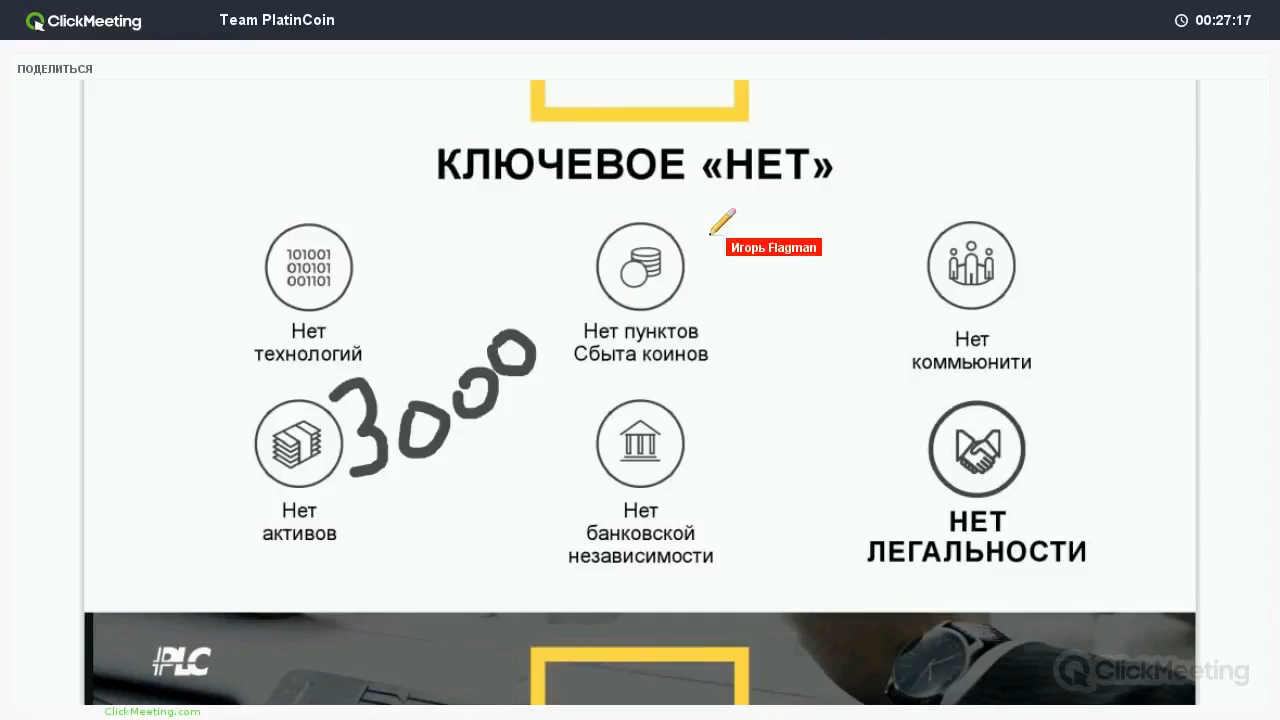 ClickMeeting
Team PlatinCoin
00:27:17
ПОДЕЛИТЬСЯ
КЛЮЧЕВОЕ «НЕТ»
Игорь Flagman
101001
010101
001101
Нет
технологий
Нет пунктов
Сбыта коинов
Нет
коммьюнити
3000
Нет
активов
Нет
банковской
независимости
НЕТ
ЛЕГАЛЬНОСТИ
PLC
ClickMeeting
ClickMeeting.com